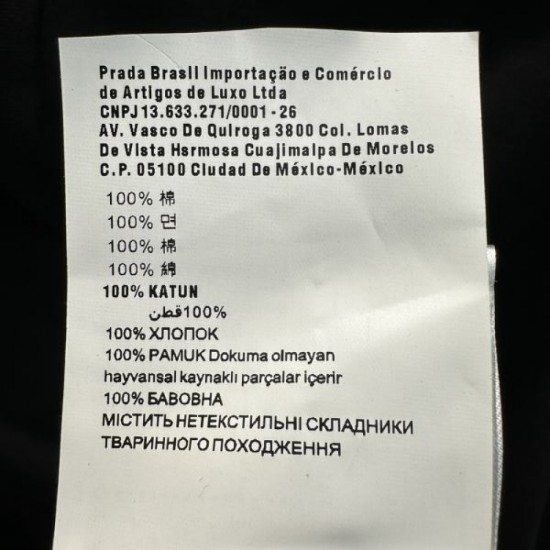 Prada Brasil Importação e Comércio
de Artigos de Luxo Ltda
CNPJ13.633.271/0001-26
AV. Vasco De Quiroga 3800 Col. Lomas
De Vista Hsrmosa Cuajimalpa De Morelos
C.P. 05100 Ciudad De México-México
100% 棉
100% 면
100% 棉
100% 綿
100% KATUN
100% قطن
100% ХЛОПОК
100% PAMUK Dokuma olmayan
hayvansal kaynaklı parçalar içerir
100% БАВОВНА
МІСТИТЬ НЕТЕКСТИЛЬНІ СКЛАДНИКИ
ТВАРИННОГО ПОХОДЖЕННЯ